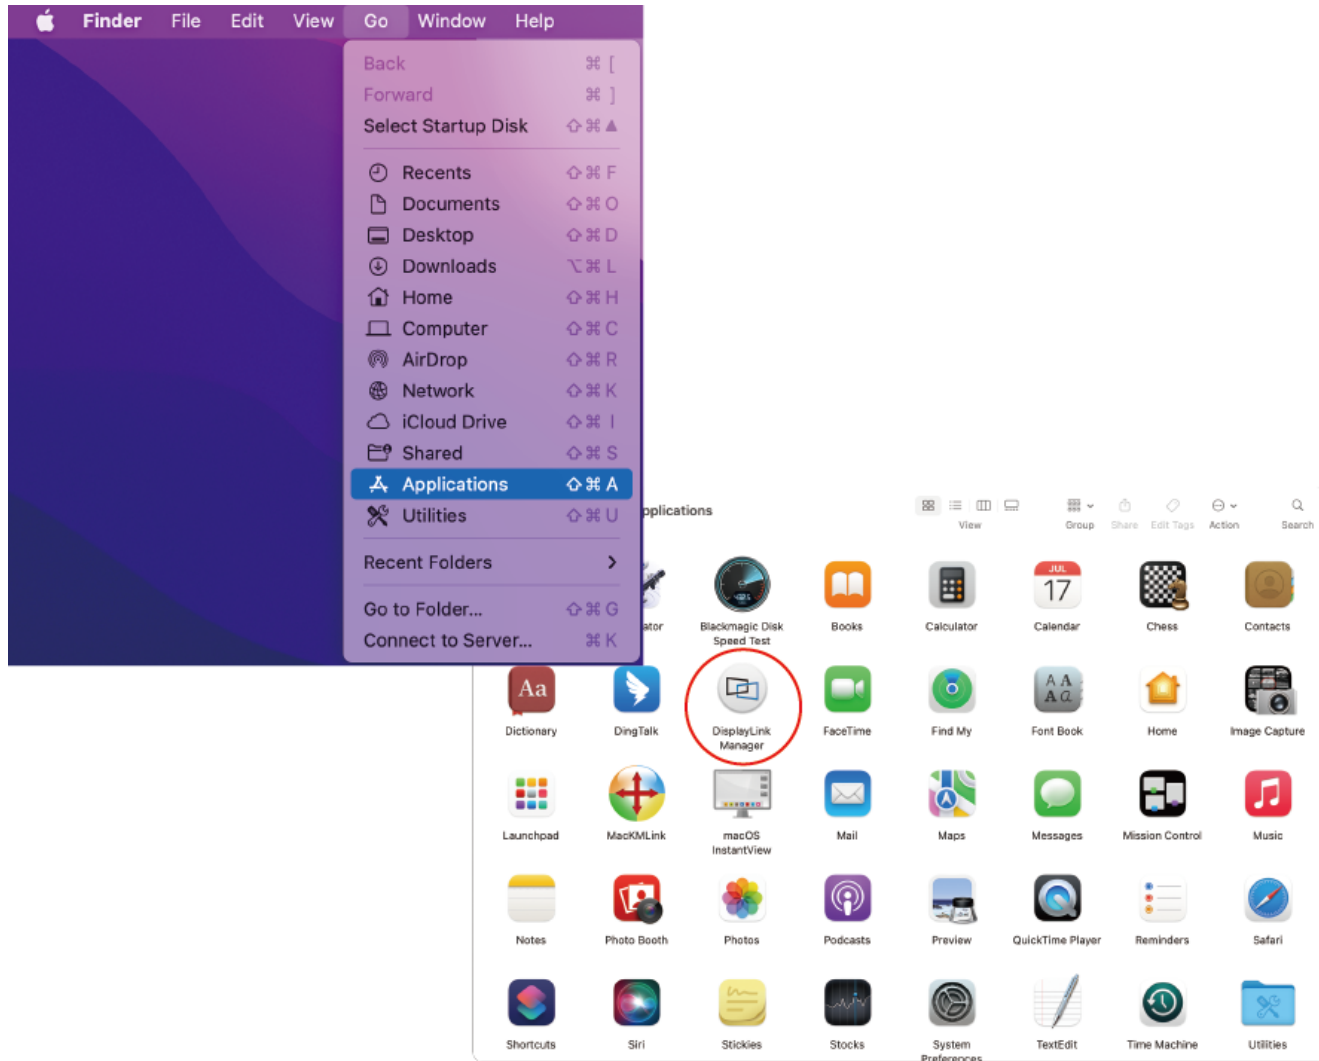 Finder File Edit View Go Window Help
Back ⌘ [
Forward ⌘ ]
Select Startup Disk ⇧⌘▲
Recents ⇧⌘F
Documents ⇧⌘O
Desktop ⇧⌘D
Downloads ⌥⌘L
Home ⇧⌘H
Computer ⇧⌘C
AirDrop ⇧⌘R
Network ⇧⌘K
iCloud Drive ⇧⌘I
Shared ⇧⌘S
Applications ⇧⌘A
Utilities ⇧⌘U
Recent Folders
Go to Folder... ⇧⌘G
Connect to Server... ⌘K
pplications
View Group Share Edit Tags Action Search
JUL
17
ator Blackmagic Disk Books Calculator Calendar Chess Contacts
Speed Test
Aa
A A
A a
Dictionary DingTalk DisplayLink FaceTime Find My Font Book Home Image Capture
Manager
Launchpad MacKMLink macOS Mail Maps Messages Mission Control Music
InstantView
Notes Photo Booth Photos Podcasts Preview QuickTime Player Reminders Safari
Shortcuts Siri Stickies Stocks System TextEdit Time Machine Utilities
Preferences